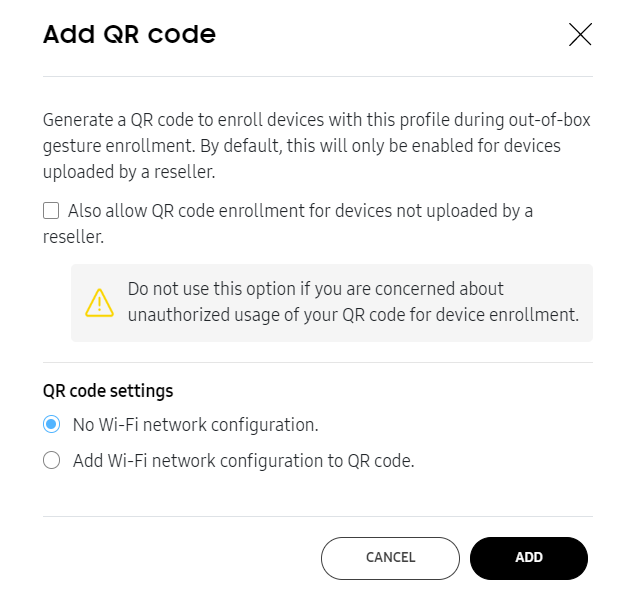 Add QR code
Generate a QR code to enroll devices with this profile during out-of-box
gesture enrollment. By default, this will only be enabled for devices
uploaded by a reseller.
Also allow QR code enrollment for devices not uploaded by a
reseller.
Do not use this option if you are concerned about
unauthorized usage of your QR code for device enrollment.
QR code settings
No Wi-Fi network configuration.
Add Wi-Fi network configuration to QR code.
CANCEL ADD